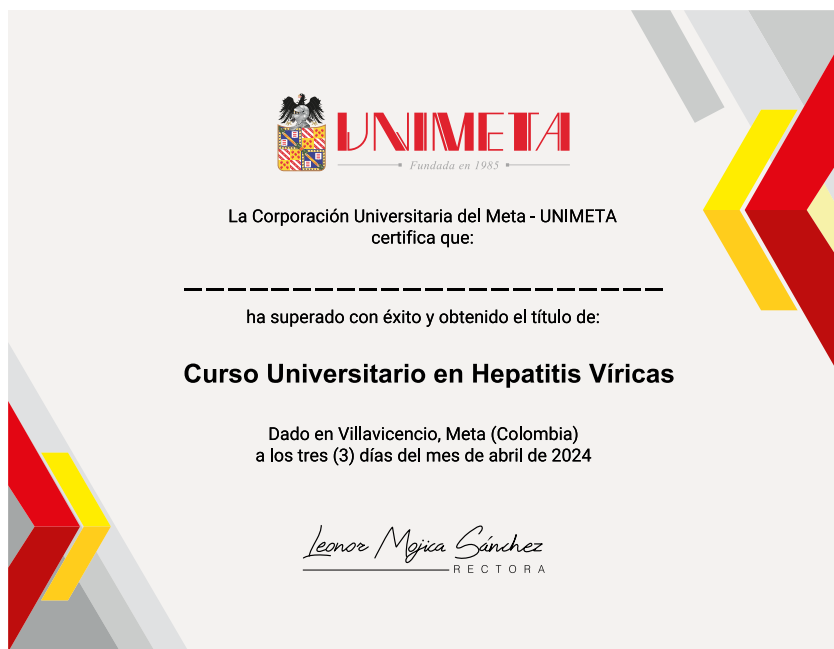 UNIMETA
Fundada en 1985
La Corporación Universitaria del Meta - UNIMETA
certifica que:
ha superado con éxito y obtenido el título de:
Curso Universitario en Hepatitis Víricas
Dado en Villavicencio, Meta (Colombia)
a los tres (3) días del mes de abril de 2024
Leonor Mojica Sánchez
RECTORA